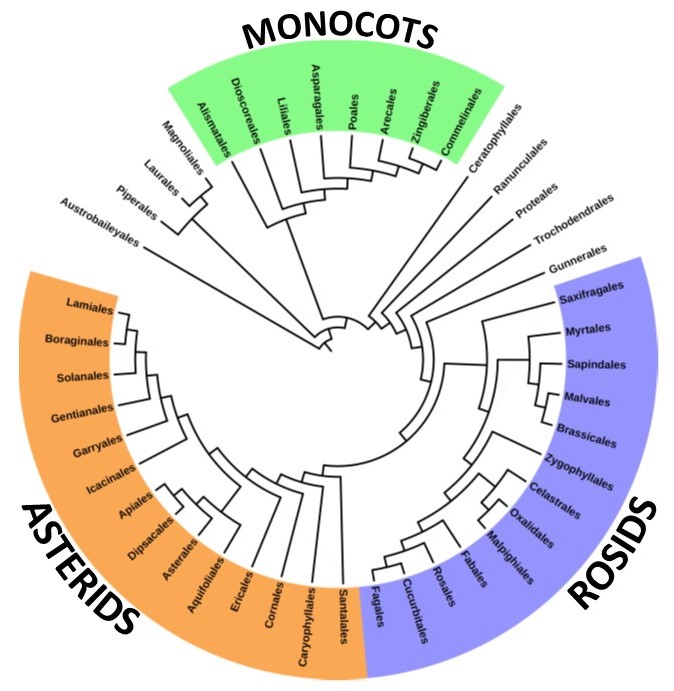 MONOCOTS
Alismatales
Dioscoreales
Liliales
Asparagales
Poales
Arecales
Zingiberales
Commelinales
Ceratophyllales
Ranunculales
Proteales
Trochodendrales
Gunnerales
Saxifragales
Myrtales
Sapindales
Malvales
Brassicales
Zygophyllales
Celastrales
Oxalidales
Malpighiales
Fabales
Rosales
Cucurbitales
Fagales
ROSIDS
Santalales
Caryophyllales
Cornales
Ericales
Aquifoliales
Asterales
Dipsacales
Apiales
Icacinales
Garryales
Gentianales
Solanales
Boraginales
Lamiales
ASTERIDS
Austrobaileyales
Piperales
Laurales
Magnoliales